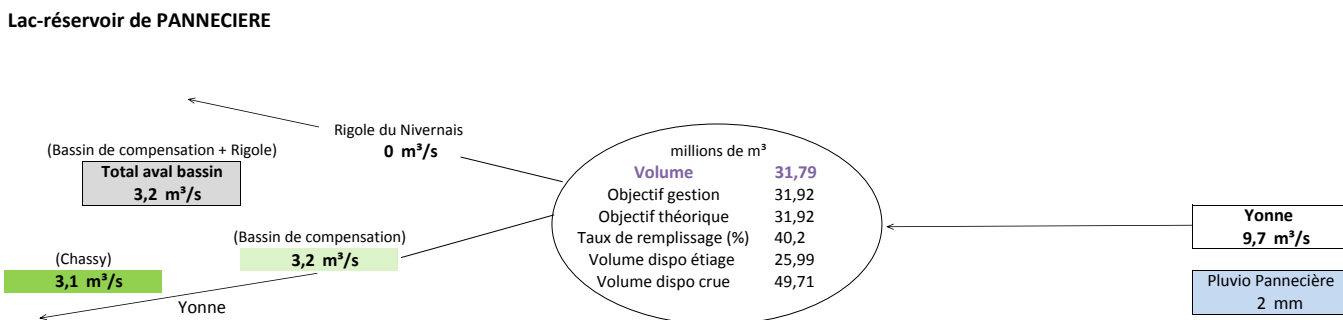 Lac-réservoir de PANNECIERE
Rigole du Nivernais
0 m³/s
(Bassin de compensation + Rigole)
Total aval bassin
3,2 m³/s
millions de m³
Volume 31,79
Objectif gestion 31,92
Objectif théorique 31,92
Taux de remplissage (%) 40,2
Volume dispo étiage 25,99
Volume dispo crue 49,71
Yonne
9,7 m³/s
(Bassin de compensation)
3,2 m³/s
(Chassy)
3,1 m³/s
Yonne
Pluvio Pannecière
2 mm